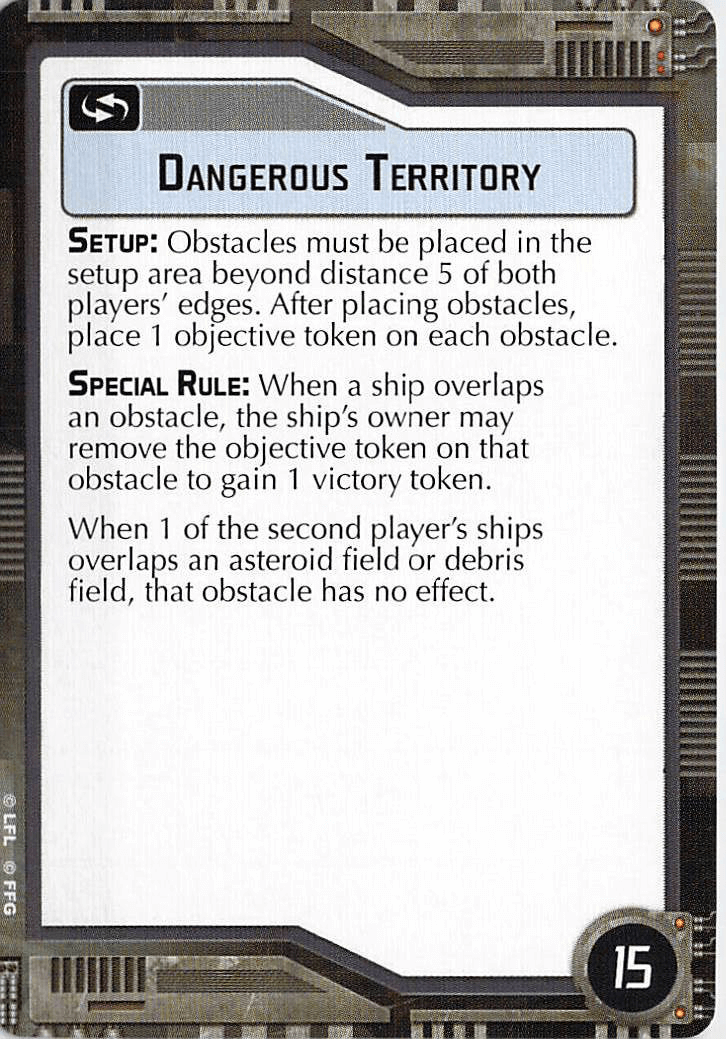 Dangerous Territory
Setup: Obstacles must be placed in the
setup area beyond distance 5 of both
players' edges. After placing obstacles,
place 1 objective token on each obstacle.
Special Rule: When a ship overlaps
an obstacle, the ship's owner may
remove the objective token on that
obstacle to gain 1 victory token.
When 1 of the second player's ships
overlaps an asteroid field or debris
field, that obstacle has no effect.
© LFL © FFG
15